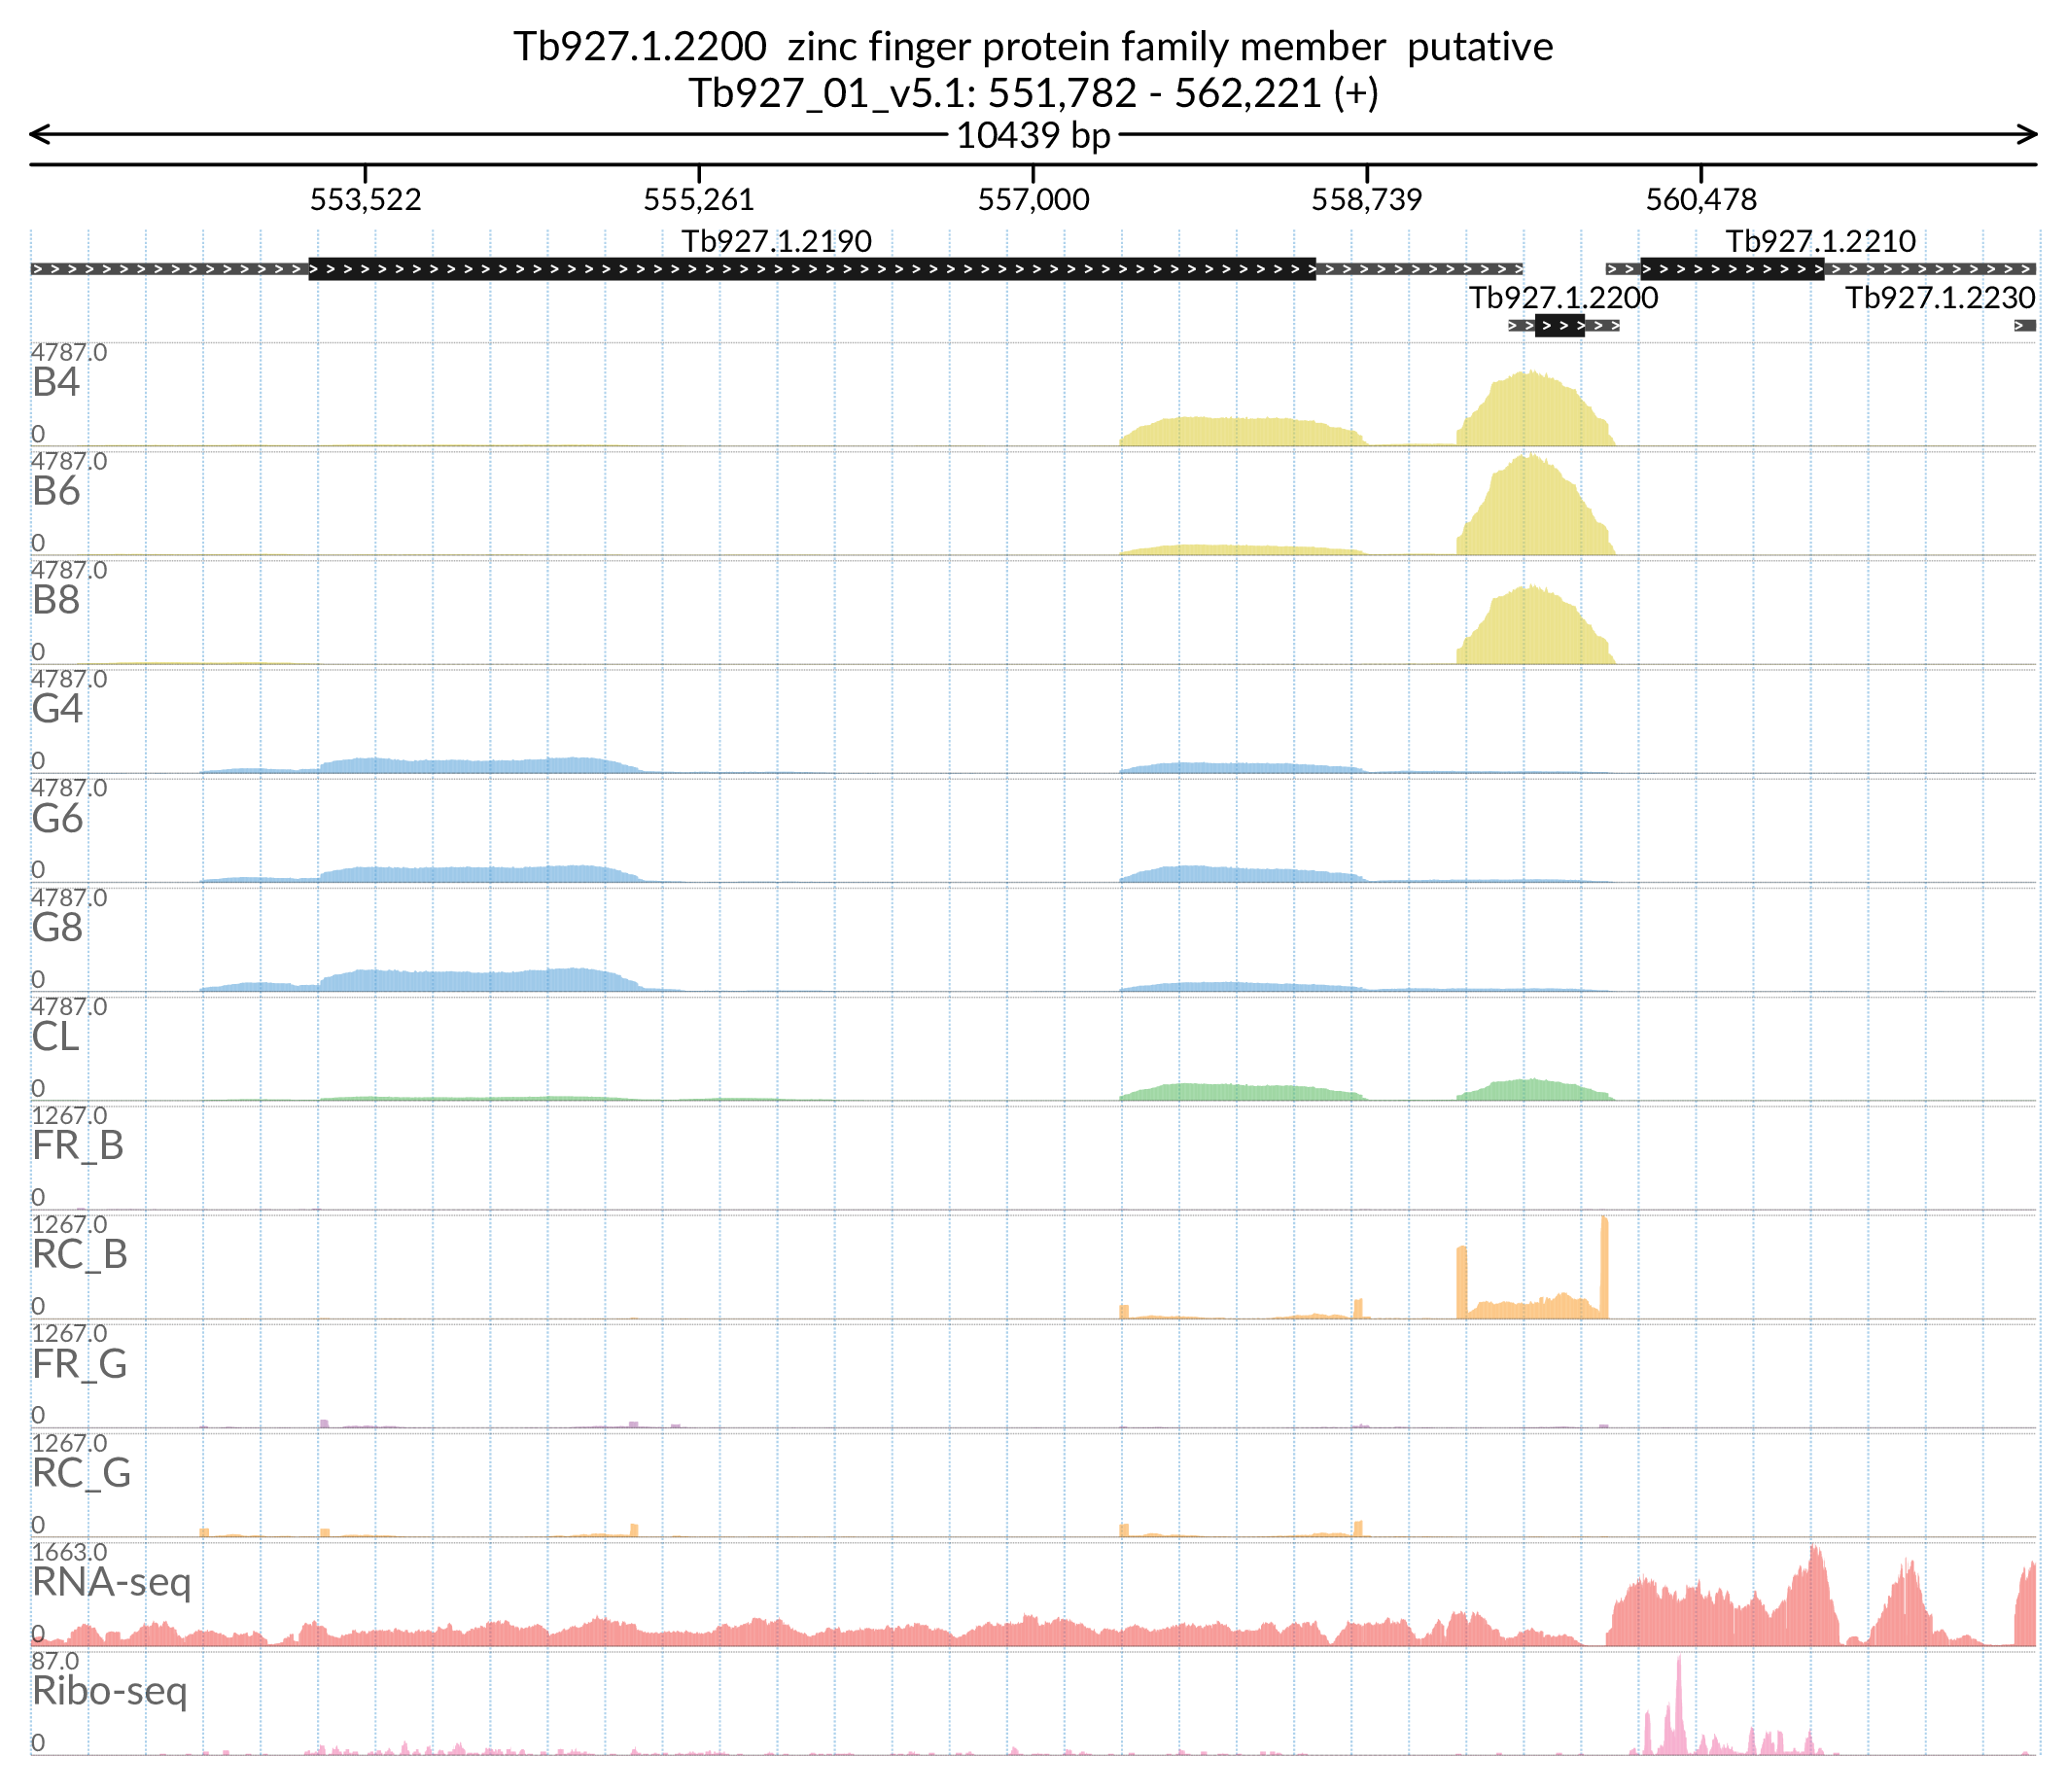 Tb927.1.2200  zinc finger protein family member  putative
Tb927_01_v5.1: 551,782 - 562,221 (+)
10439 bp
553,522 555,261 557,000 558,739 560,478
Tb927.1.2190 Tb927.1.2210
Tb927.1.2200 Tb927.1.2230
4787.0
B4
0
4787.0
B6
0
4787.0
B8
0
4787.0
G4
0
4787.0
G6
0
4787.0
G8
0
4787.0
CL
0
1267.0
FR_B
0
1267.0
RC_B
0
1267.0
FR_G
0
1267.0
RC_G
0
1663.0
RNA-seq
0
87.0
Ribo-seq
0